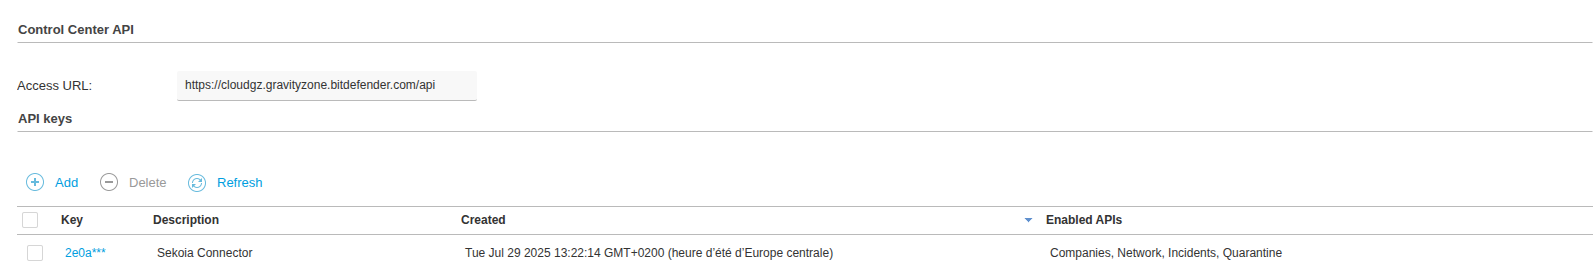 Control Center API
Access URL: https://cloudgz.gravityzone.bitdefender.com/api
API keys
Add Delete Refresh
Key Description Created Enabled APIs
2e0a*** Sekoia Connector Tue Jul 29 2025 13:22:14 GMT+0200 (heure d’été d’Europe centrale) Companies, Network, Incidents, Quarantine